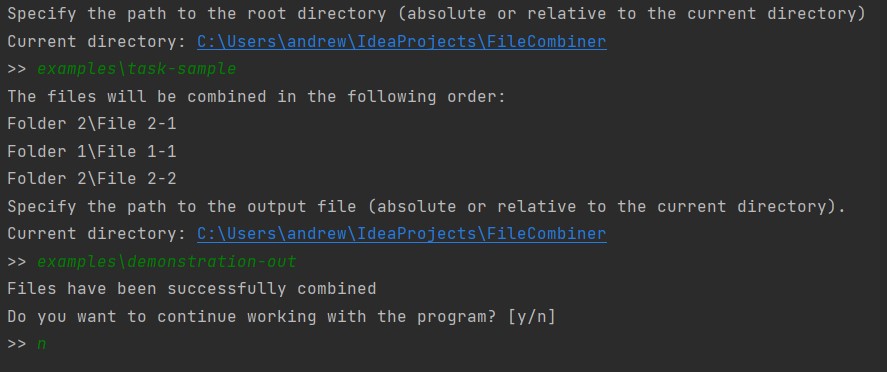 Specify the path to the root directory (absolute or relative to the current directory)
Current directory: C:\Users\andrew\IdeaProjects\FileCombiner
>> examples\task-sample
The files will be combined in the following order:
Folder 2\File 2-1
Folder 1\File 1-1
Folder 2\File 2-2
Specify the path to the output file (absolute or relative to the current directory).
Current directory: C:\Users\andrew\IdeaProjects\FileCombiner
>> examples\demonstration-out
Files have been successfully combined
Do you want to continue working with the program? [y/n]
>> n